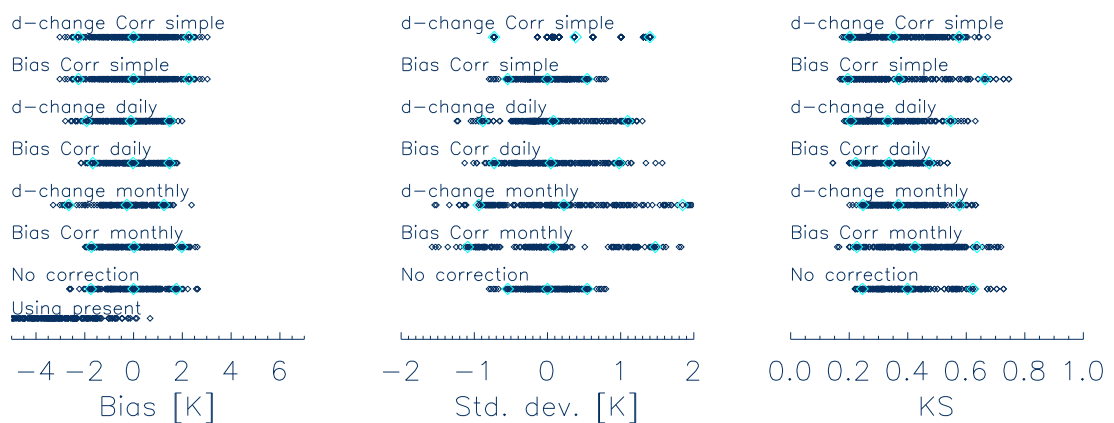 d-change Corr simple
Bias Corr simple
d-change daily
Bias Corr daily
d-change monthly
Bias Corr monthly
No correction
Using present
-4 -2 0 2 4 6
Bias [K]
d-change Corr simple
Bias Corr simple
d-change daily
Bias Corr daily
d-change monthly
Bias Corr monthly
No correction
-2 -1 0 1 2
Std. dev. [K]
d-change Corr simple
Bias Corr simple
d-change daily
Bias Corr daily
d-change monthly
Bias Corr monthly
No correction
0.0 0.2 0.4 0.6 0.8 1.0
KS